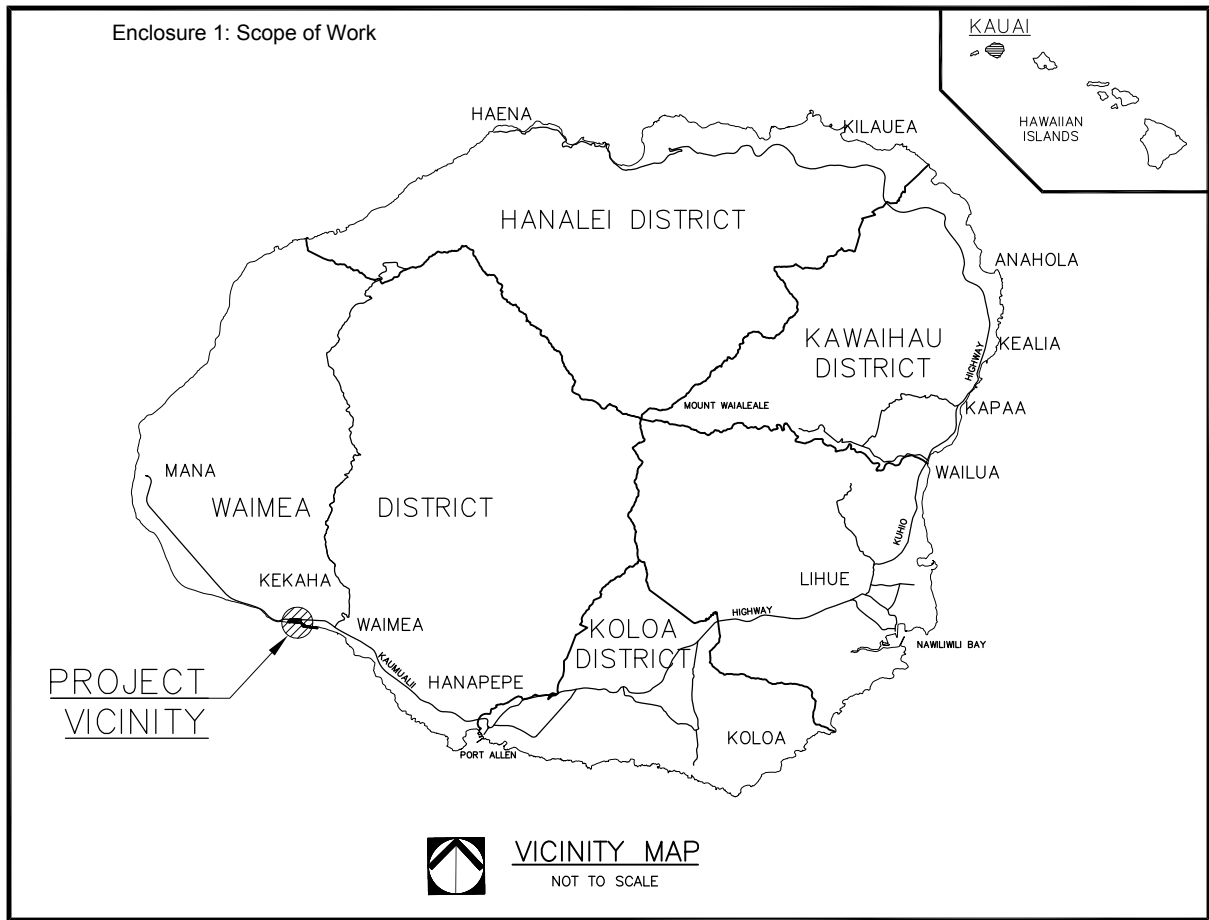 Enclosure 1: Scope of Work
KAUAI
HAWAIIAN
ISLANDS
HAENA
KILAUEA
HANALEI DISTRICT
ANAHOLA
KAWAIHAU
DISTRICT
KEALIA
HIGHWAY
KAPAA
MOUNT WAIALEALE
WAILUA
MANA
WAIMEA
DISTRICT
KUHIO
KEKAHA
LIHUE
WAIMEA
HIGHWAY
KOLOA
DISTRICT
NAWILIWILI BAY
KAUMUALII
HANAPEPE
PROJECT
VICINITY
KOLOA
PORT ALLEN
VICINITY MAP
NOT TO SCALE